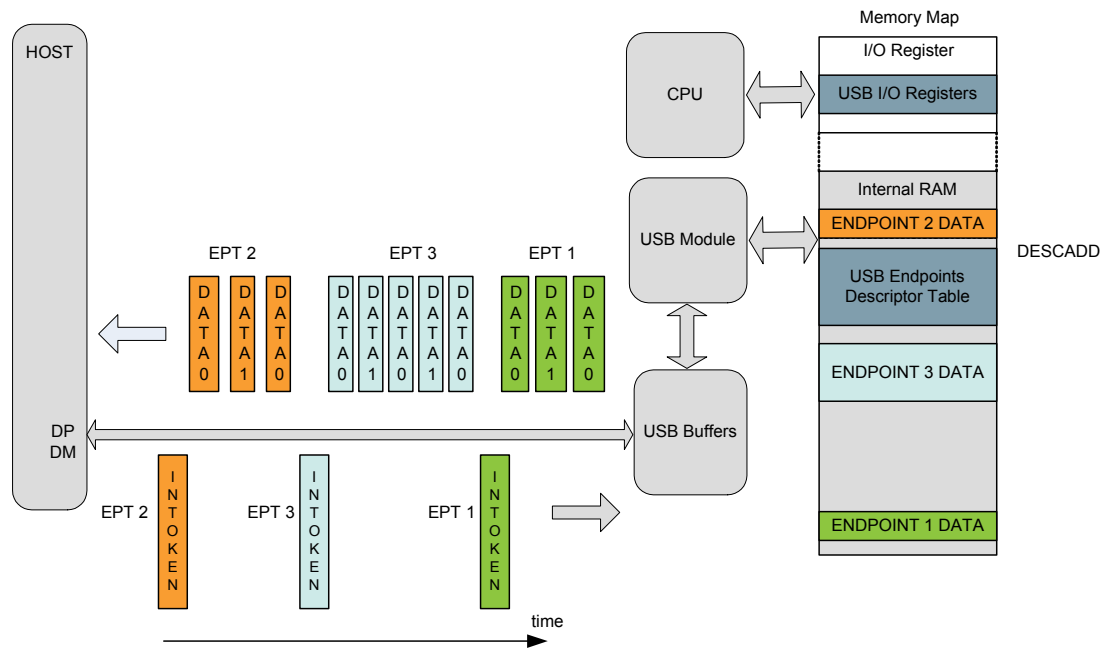 Memory Map
HOST
I/O Register
CPU
USB I/O Registers
Internal RAM
ENDPOINT 2 DATA
USB Module
DESCADD
EPT 2
EPT 3
EPT 1
USB Endpoints
Descriptor Table
DATA0
DATA1
DATA0
DATA0
DATA1
DATA0
DATA1
DATA0
DATA0
DATA1
DATA0
ENDPOINT 3 DATA
DP
DM
USB Buffers
EPT 2
INTOKEN
EPT 3
INTOKEN
EPT 1
INTOKEN
ENDPOINT 1 DATA
time